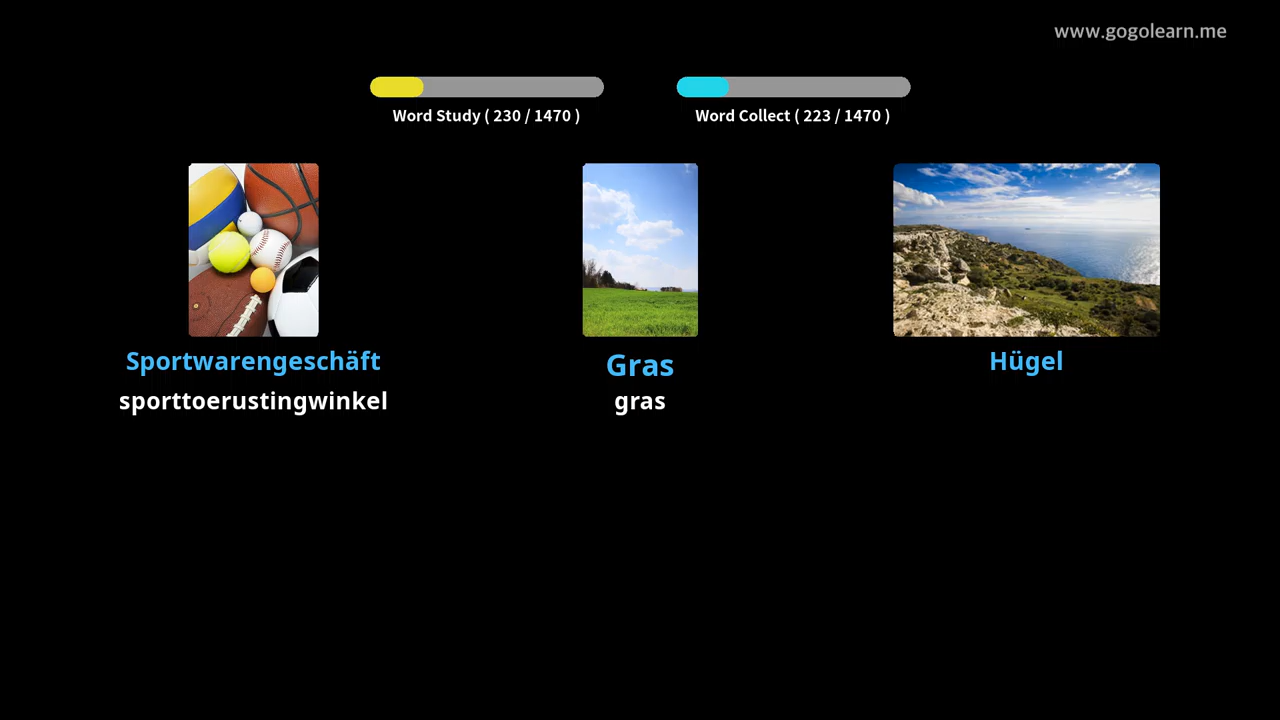 www.gogolearn.me
Word Study ( 230 / 1470 )
Word Collect ( 223 / 1470 )
Sportwarengeschäft
sporttoerustingwinkel
Gras
gras
Hügel